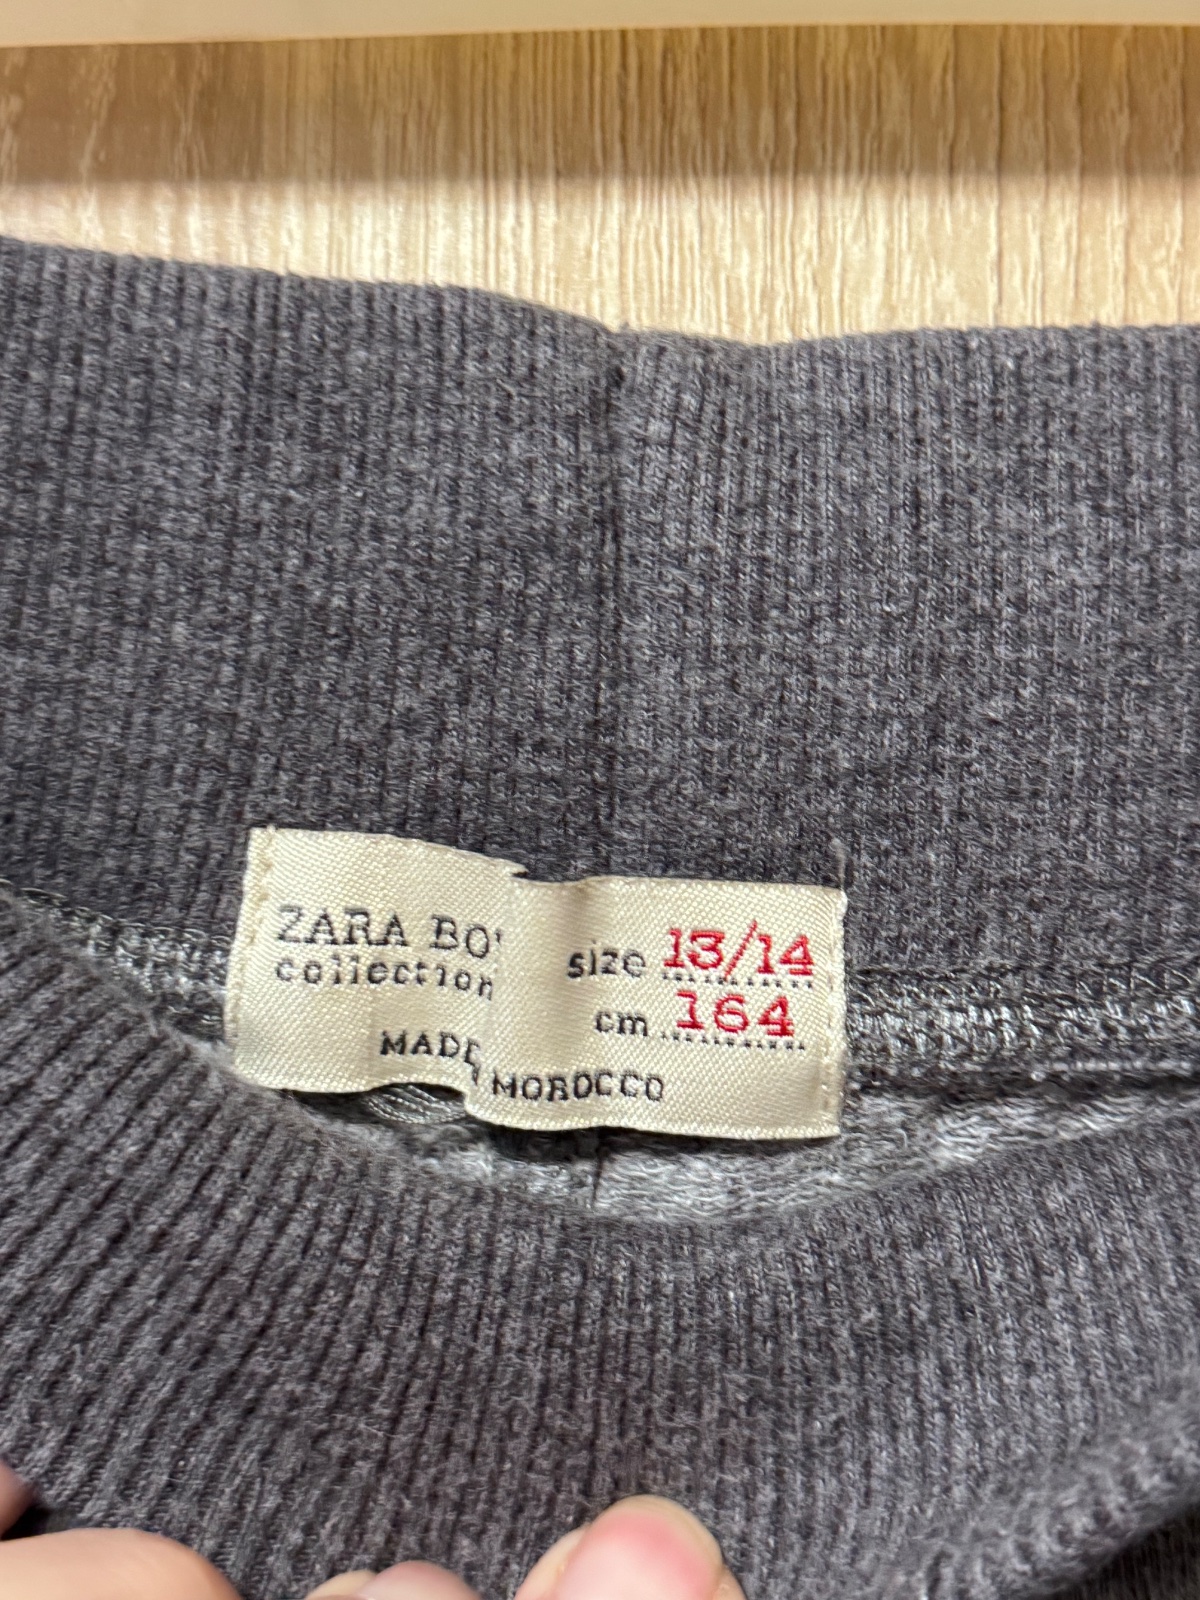 ZARA BO
collection
size 13/14
cm 164
MADE
MOROCCO